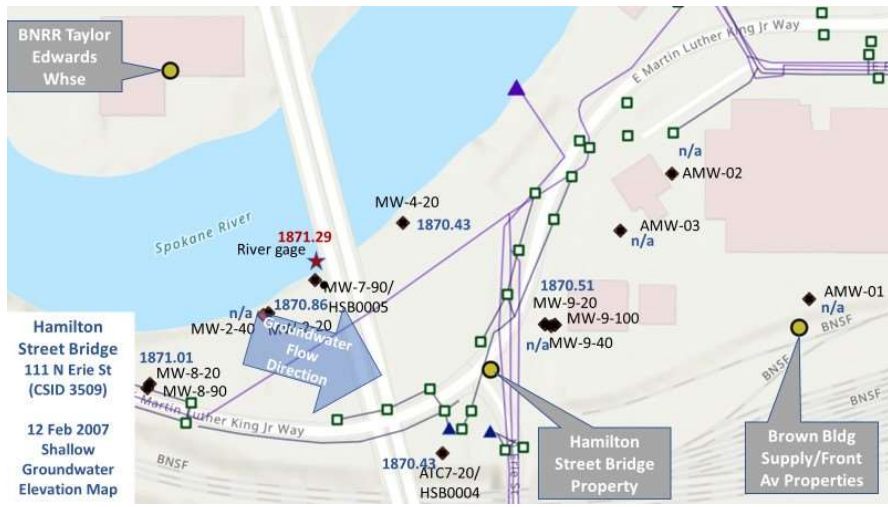 BNRR Taylor
Edwards
Whse
E Martin Luther King Jr Way
n/a
AMW-02
MW-4-20
1870.43
AMW-03
n/a
Spokane River
1871.29
River gage
MW-7-90/
HSB0005
1870.86
n/a
MW-2-40
1870.51
MW-9-20
MW-9-100
n/a
MW-9-40
AMW-01
n/a
BNSF
BNSF
BNSF
Groundwater
Flow
Direction
Hamilton
Street Bridge
111 N Erie St
(CSID 3509)
12 Feb 2007
Shallow
Groundwater
Elevation Map
1871.01
MW-8-20
MW-8-90
Martin Luther King Jr Way
BNSF
1870.43
ATC7-20/
HSB0004
Hamilton
Street Bridge
Property
Brown Bldg
Supply/Front
Av Properties